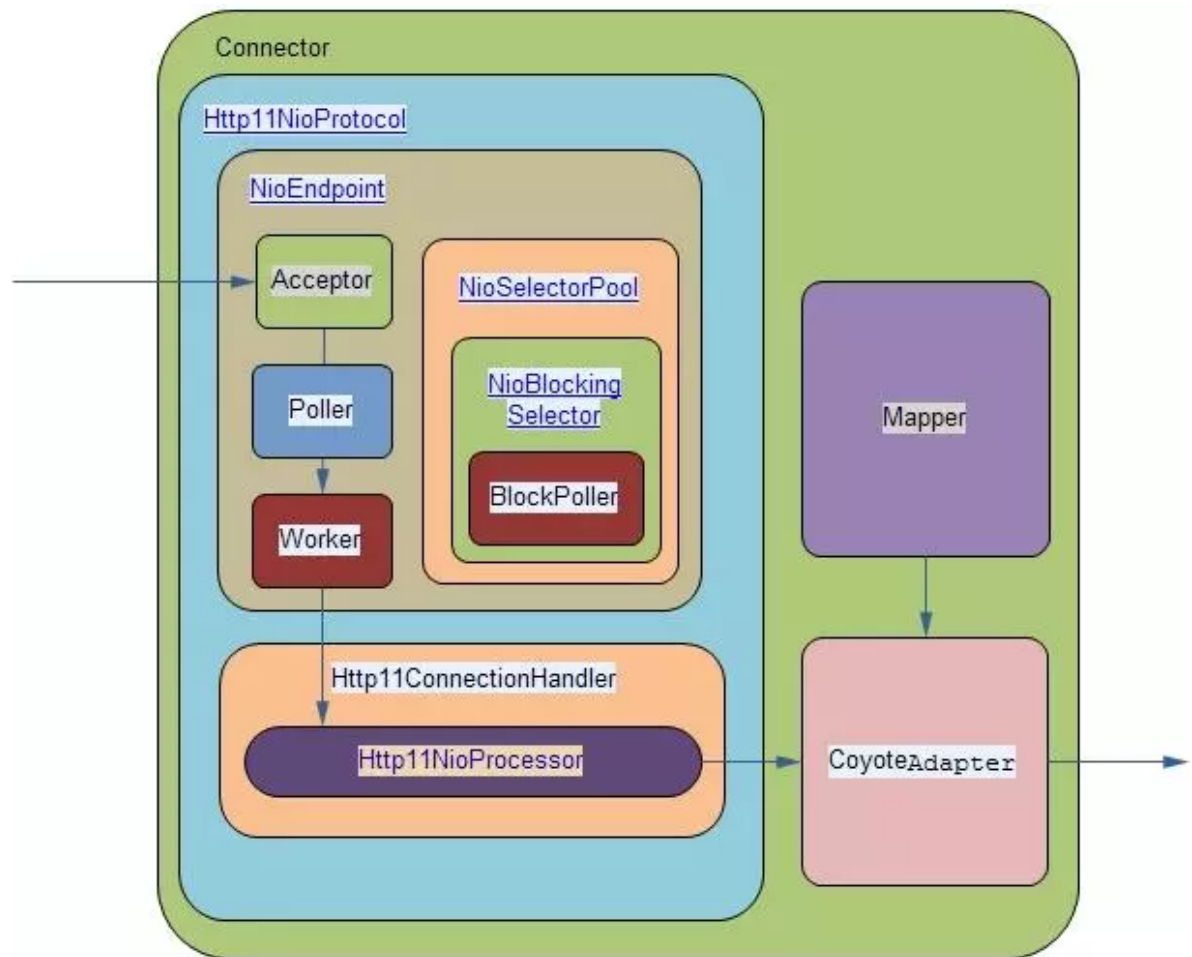 Connector
Http11NioProtocol
NioEndpoint
Acceptor
NioSelectorPool
Poller
NioBlocking
Selector
Mapper
BlockPoller
Worker
Http11ConnectionHandler
Http11NioProcessor
CoyoteAdapter